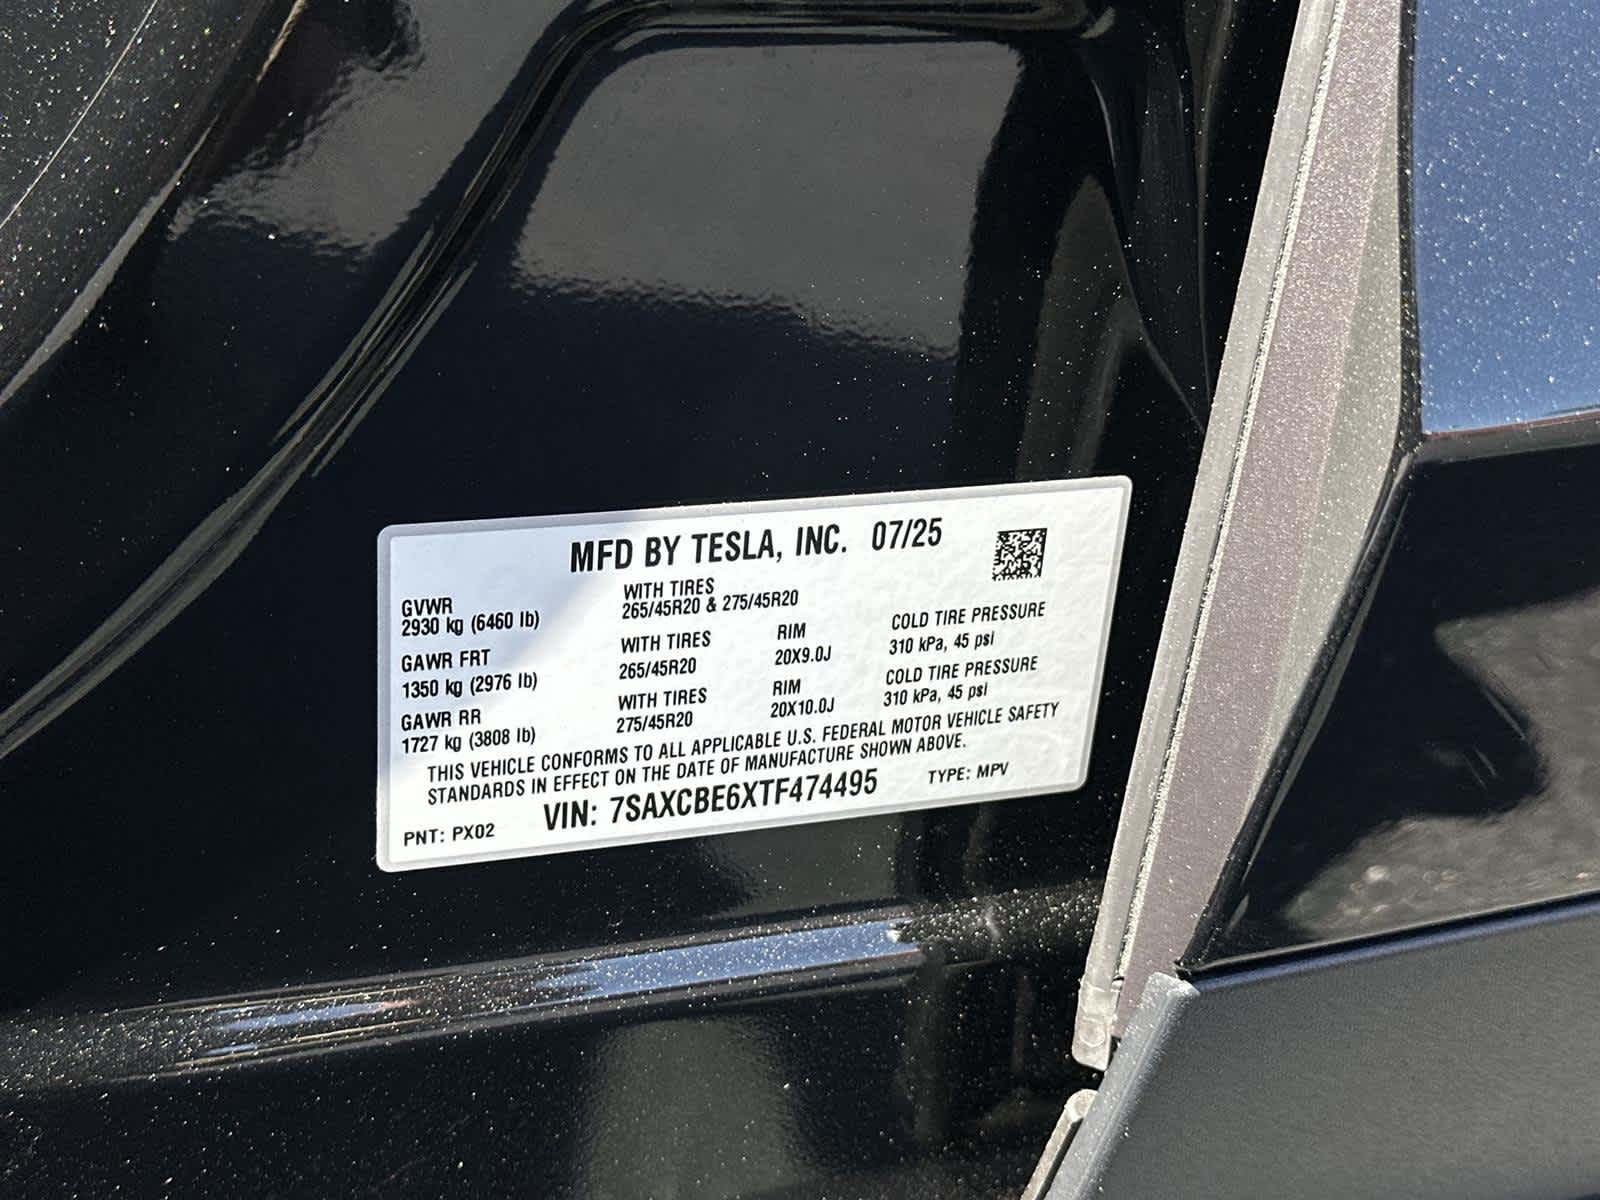 MFD BY TESLA, INC. 07/25
GVWR
2930 kg (6460 lb)
WITH TIRES
265/45R20 & 275/45R20
GAWR FRT
1350 kg (2976 lb)
WITH TIRES
265/45R20
RIM
20X9.0J
COLD TIRE PRESSURE
310 kPa, 45 psi
GAWR RR
1727 kg (3808 lb)
WITH TIRES
275/45R20
RIM
20X10.0J
COLD TIRE PRESSURE
310 kPa, 45 psi
THIS VEHICLE CONFORMS TO ALL APPLICABLE U.S. FEDERAL MOTOR VEHICLE SAFETY
STANDARDS IN EFFECT ON THE DATE OF MANUFACTURE SHOWN ABOVE.
PNT: PX02 VIN: 7SAXCBE6XTF474495 TYPE: MPV